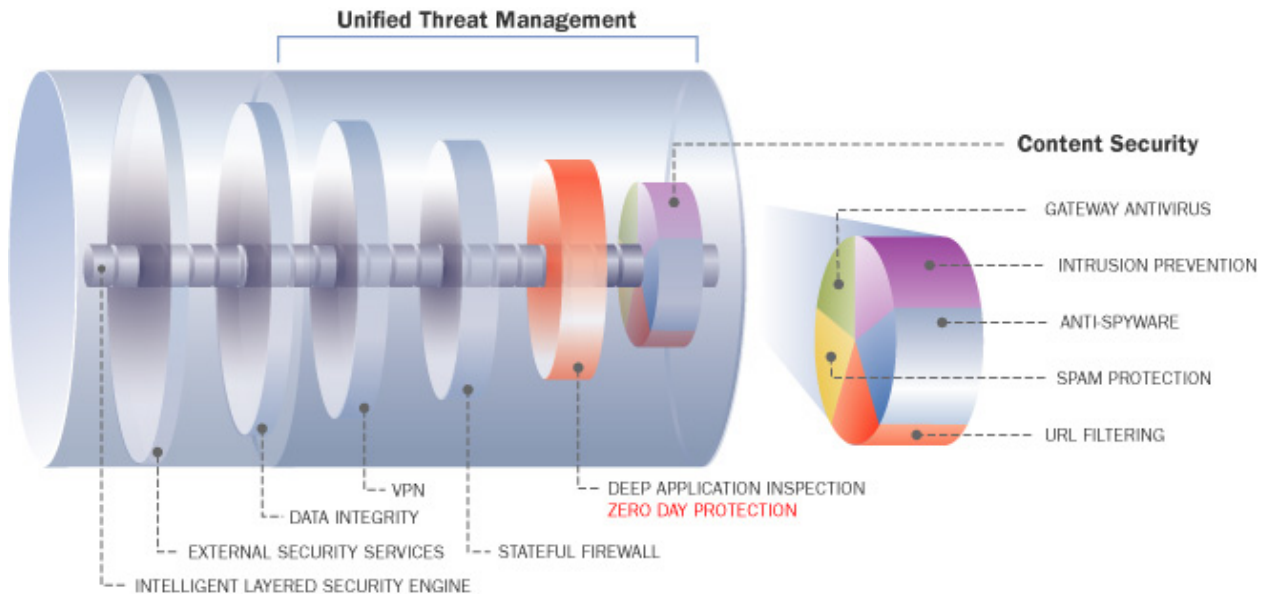 Unified Threat Management
Content Security
GATEWAY ANTIVIRUS
INTRUSION PREVENTION
ANTI-SPYWARE
SPAM PROTECTION
URL FILTERING
VPN
DEEP APPLICATION INSPECTION
ZERO DAY PROTECTION
DATA INTEGRITY
EXTERNAL SECURITY SERVICES
STATEFUL FIREWALL
INTELLIGENT LAYERED SECURITY ENGINE